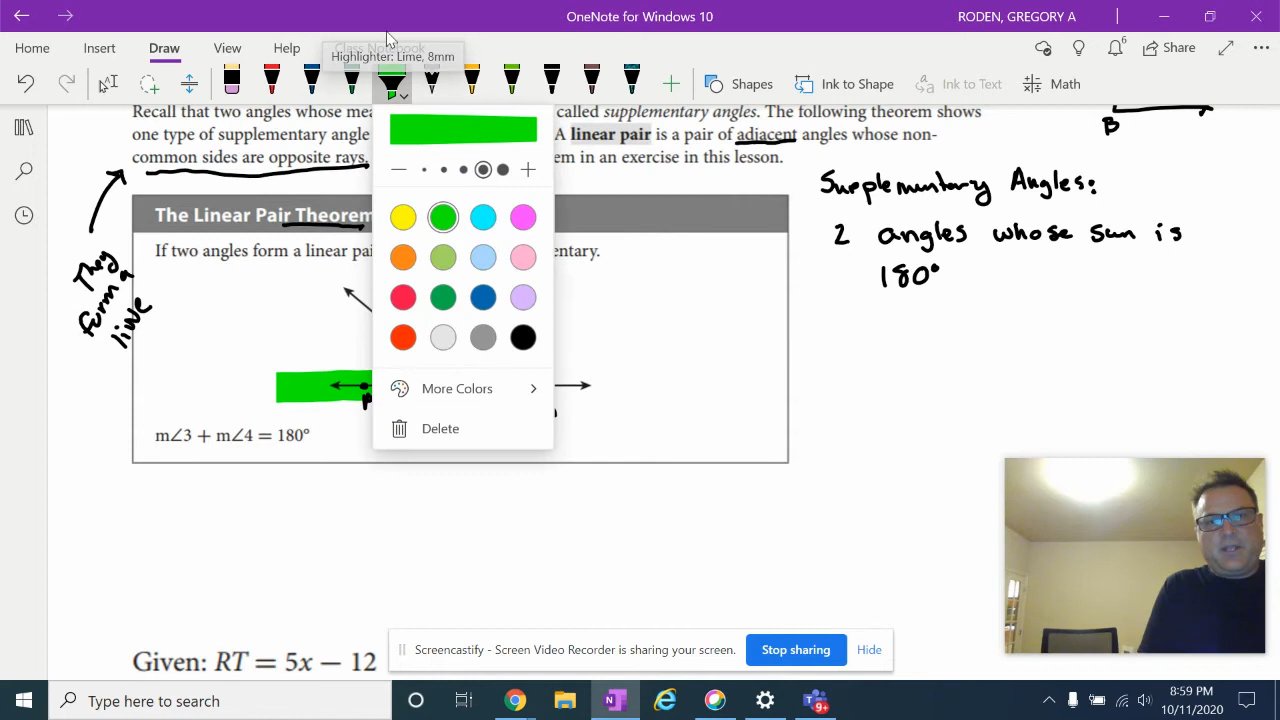 OneNote for Windows 10
RODEN, GREGORY A
Home
Insert
Draw
View
Help
Class Notebook
Share
Highlighter: Lime, 8mm
Shapes
Ink to Shape
Ink to Text
Math
Recall that two angles whose mea
called supplementary angles. The following theorem shows
one type of supplementary angle
A linear pair is a pair of adjacent angles whose non-
common sides are opposite rays.
em in an exercise in this lesson.
B
They
form a
line
The Linear Pair Theorem
If two angles form a linear pai
entary.
m∠3 + m∠4 = 180°
More Colors
Delete
Supplementary Angles:
2 angles whose sum is
180°
Given: RT = 5x − 12
Screencastify - Screen Video Recorder is sharing your screen.
Stop sharing
Hide
Type here to search
9+
8:59 PM
10/11/2020
6